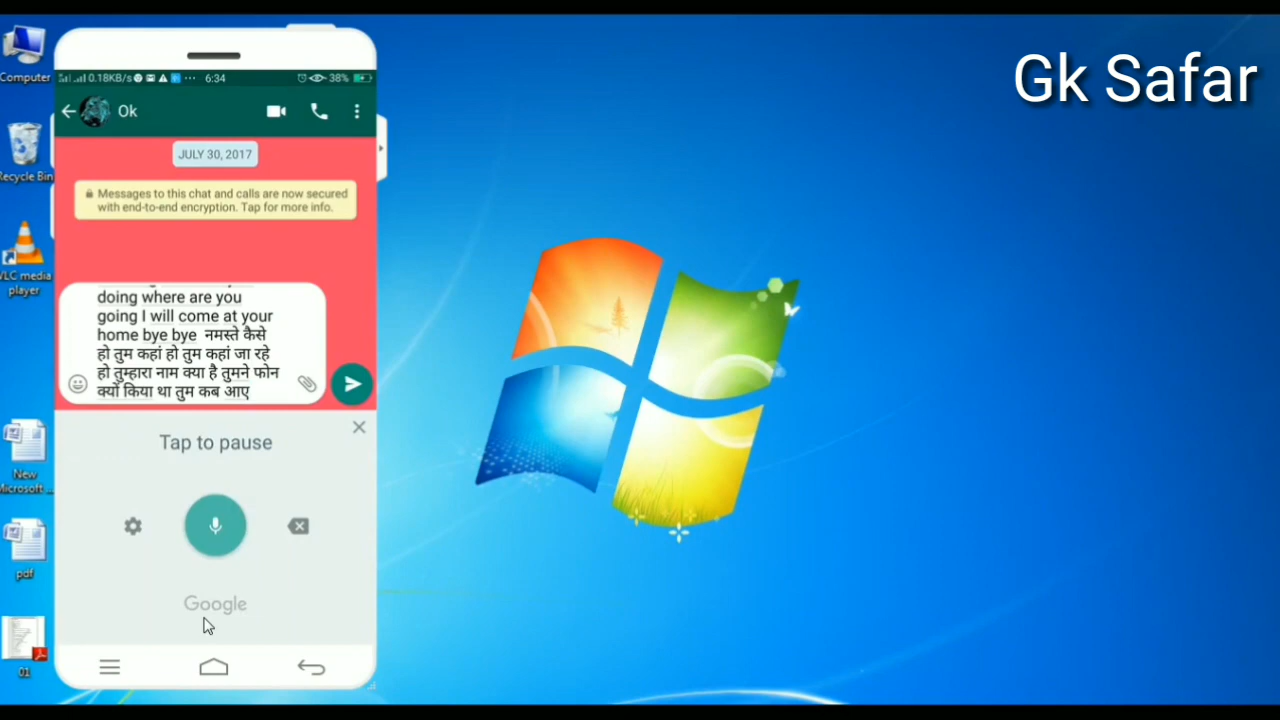 Gk Safar
Computer
Recycle Bin
VLC media
player
New
Microsoft ...
pdf
01
0.18KB/s
6:34
38%
Ok
JULY 30, 2017
Messages to this chat and calls are now secured
with end-to-end encryption. Tap for more info.
doing where are you
going I will come at your
home bye bye नमस्ते कैसे
हो तुम कहां हो तुम कहां जा रहे
हो तुम्हारा नाम क्या है तुमने फोन
क्यों किया था तुम कब आए
Tap to pause
Google